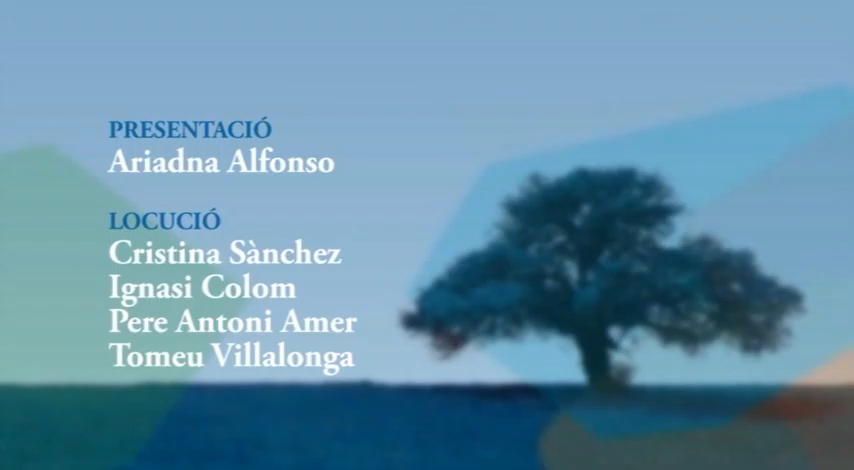 PRESENTACIÓ
Ariadna Alfonso
LOCUCIÓ
Cristina Sànchez
Ignasi Colom
Pere Antoni Amer
Tomeu Villalonga